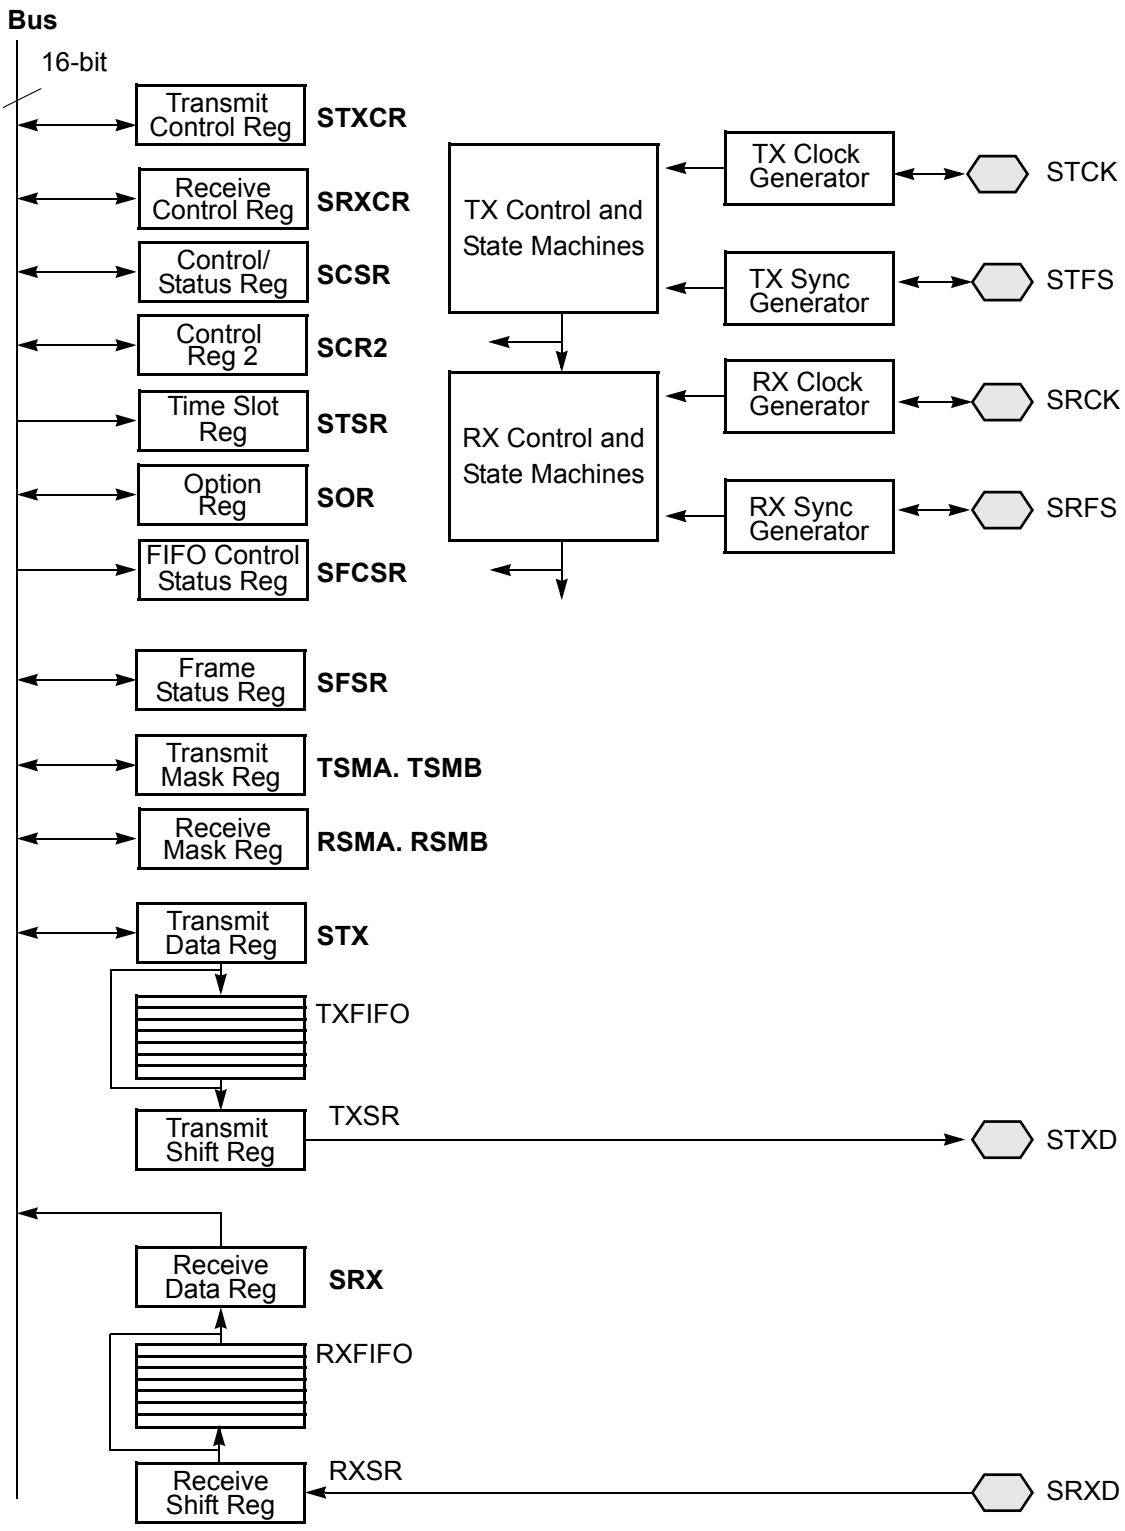 Bus
16-bit
Transmit
Control Reg
STXCR
Receive
Control Reg
SRXCR
Control/
Status Reg
SCSR
Control
Reg 2
SCR2
Time Slot
Reg
STSR
Option
Reg
SOR
FIFO Control
Status Reg
SFCSR
TX Control and
State Machines
TX Clock
Generator
STCK
TX Sync
Generator
STFS
RX Control and
State Machines
RX Clock
Generator
SRCK
RX Sync
Generator
SRFS
Frame
Status Reg
SFSR
Transmit
Mask Reg
TSMA. TSMB
Receive
Mask Reg
RSMA. RSMB
Transmit
Data Reg
STX
TXFIFO
Transmit
Shift Reg
TXSR
STXD
Receive
Data Reg
SRX
RXFIFO
Receive
Shift Reg
RXSR
SRXD